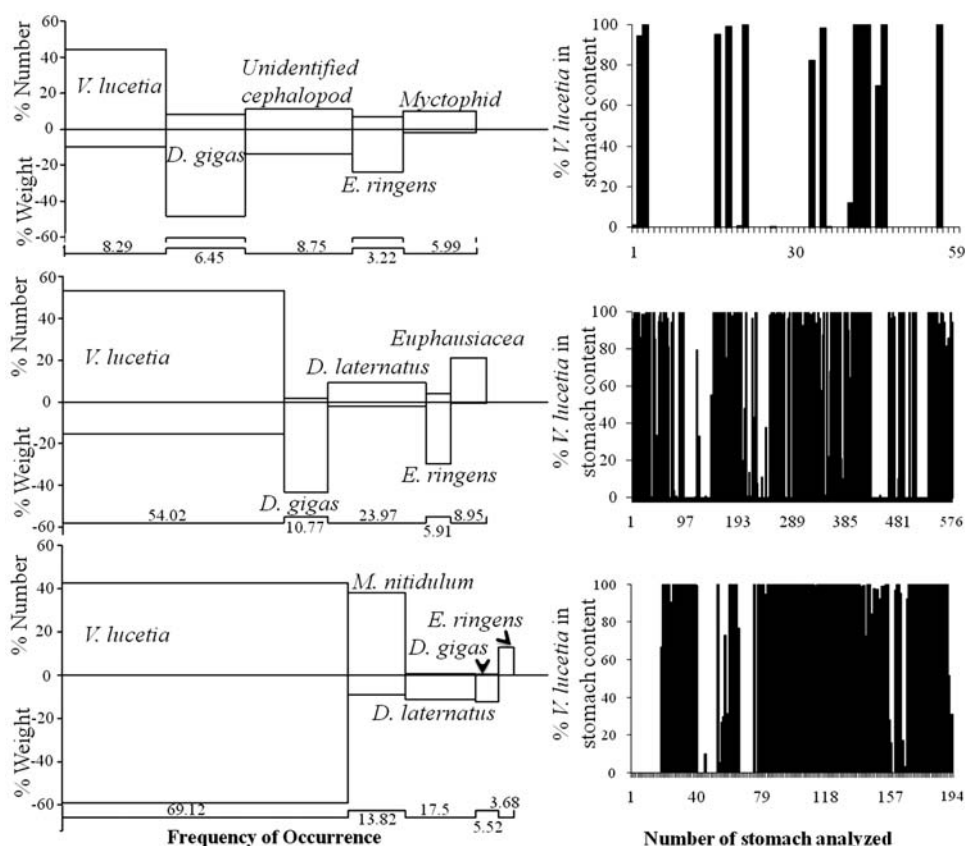 60
40
20
0
-20
-40
-60
% Number
% Weight
V. lucetia
D. gigas
Unidentified
cephalopod
E. ringens
Myctophid
8.29
6.45
8.75
3.22
5.99
100
80
60
40
20
0
% V. lucetia in
stomach content
1
30
59
60
40
20
0
-20
-40
-60
% Number
% Weight
V. lucetia
D. gigas
D. laternatus
E. ringens
Euphausiacea
54.02
10.77
23.97
5.91
8.95
100
80
60
40
20
0
% V. lucetia in
stomach content
1
97
193
289
385
481
576
60
40
20
0
-20
-40
-60
% Number
% Weight
V. lucetia
M. nitidulum
D. laternatus
D. gigas
E. ringens
69.12
13.82
17.5
5.52
3.68
Frequency of Occurrence
100
80
60
40
20
0
% V. lucetia in
stomach content
1
40
79
118
157
194
Number of stomach analyzed